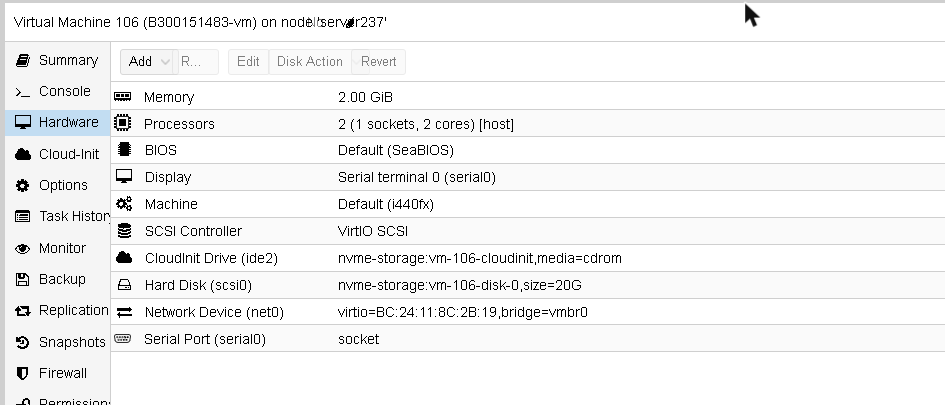 Virtual Machine 106 (B300151483-vm) on node 'server237'
Summary
Console
Hardware
Cloud-Init
Options
Task History
Monitor
Backup
Replication
Snapshots
Firewall
Permissions
Add R... Edit Disk Action Revert
Memory 2.00 GiB
Processors 2 (1 sockets, 2 cores) [host]
BIOS Default (SeaBIOS)
Display Serial terminal 0 (serial0)
Machine Default (i440fx)
SCSI Controller VirtIO SCSI
CloudInit Drive (ide2) nvme-storage:vm-106-cloudinit,media=cdrom
Hard Disk (scsi0) nvme-storage:vm-106-disk-0,size=20G
Network Device (net0) virtio=BC:24:11:8C:2B:19,bridge=vmbr0
Serial Port (serial0) socket